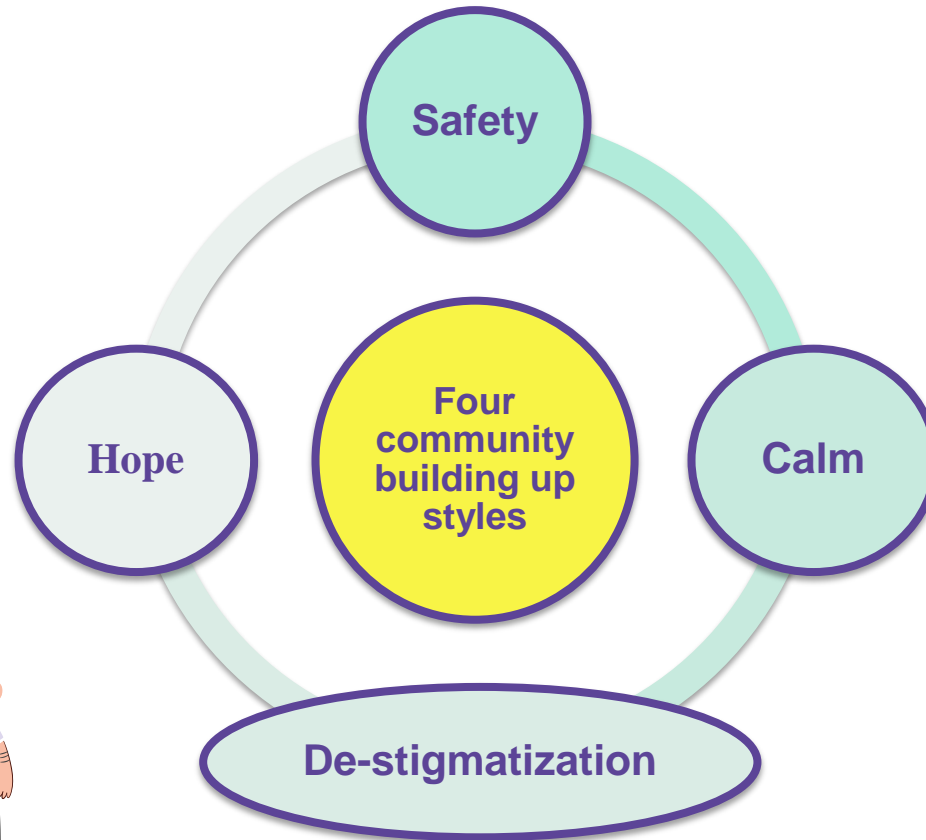 Safety
Four
community
building up
styles
Hope
Calm
De-stigmatization